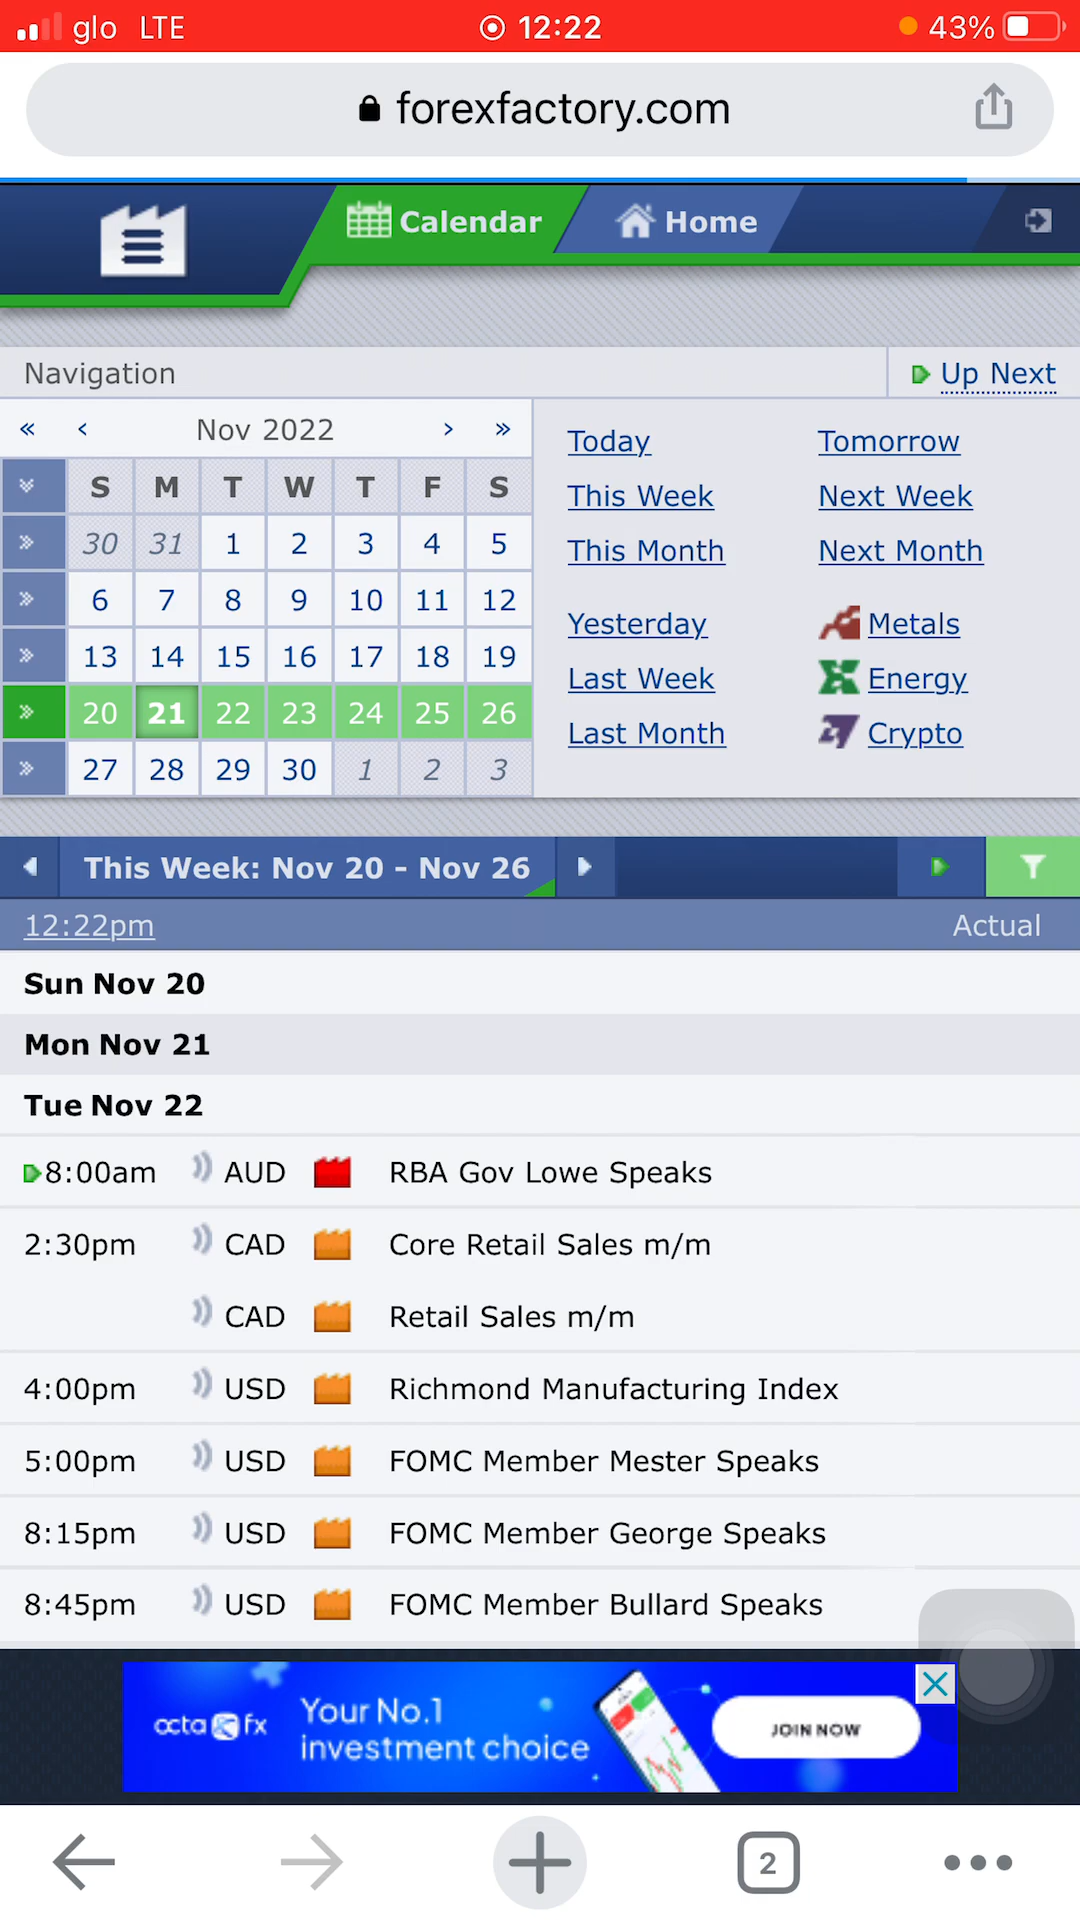 glo LTE 12:22 43%
forexfactory.com
Calendar Home
Navigation Up Next
« ‹ Nov 2022 › »
S M T W T F S
30 31 1 2 3 4 5
6 7 8 9 10 11 12
13 14 15 16 17 18 19
20 21 22 23 24 25 26
27 28 29 30 1 2 3
Today Tomorrow
This Week Next Week
This Month Next Month
Yesterday Metals
Last Week Energy
Last Month Crypto
This Week: Nov 20 - Nov 26
12:22pm Actual
Sun Nov 20
Mon Nov 21
Tue Nov 22
8:00am AUD RBA Gov Lowe Speaks
2:30pm CAD Core Retail Sales m/m
CAD Retail Sales m/m
4:00pm USD Richmond Manufacturing Index
5:00pm USD FOMC Member Mester Speaks
8:15pm USD FOMC Member George Speaks
8:45pm USD FOMC Member Bullard Speaks
octa fx Your No.1
investment choice
JOIN NOW
2